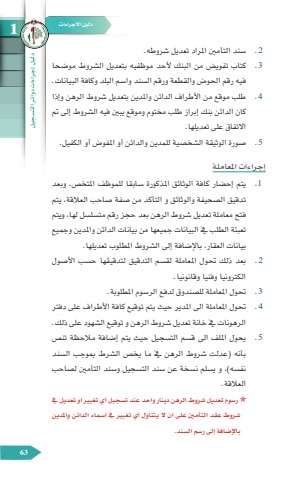 دليل الاجراءات
1
دليل إجراءات دوائر التسجيل
2. سند التأمين المراد تعديل شروطه.
3. كتاب تفويض من البنك لأحد موظفيه بتعديل الشروط موضحا
فيه رقم الحوض والقطعة ورقم السند واسم البلد وكافة البيانات.
4. طلب موقع من الأطراف الدائن والمدين بتعديل شروط الرهن وإذا
كان الدائن بنك إبراز طلب مختوم وموقع يبين فيه الشروط إلى تم
الاتفاق على تعديلها.
5. صورة الوثيقة الشخصية للمدين والدائن أو المفوض أو الكفيل.
إجراءات المعاملة
1. يتم إحضار كافة الوثائق المذكورة سابقا للموظف المختص، وبعد
تدقيق الصحيفة والوثائق و التأكد من صفة صاحب العلاقة، يتم
فتح معاملة تعديل شروط الرهن بعد حجز رقم متسلسل لها، ويتم
تعبئة الطلب في البيانات جميعها من بيانات الدائن والمدين وجميع
بيانات العقار، بالإضافة إلى الشروط المطلوب تعديلها.
2. بعد ذلك تحول المعاملة لقسم التدقيق لتدقيقها حسب الأصول
الكترونيا وفنيا وقانونيا.
3. تحول المعاملة للصندوق لدفع الرسوم المطلوبة.
4. تحول المعاملة الى المدير حيث يتم توقيع كافة الأطراف على دفتر
الرهونات في خانة تعديل شروط الرهن و توقيع الشهود على ذلك.
5. يحول الملف الى قسم التسجيل حيث يتم إضافة ملاحظة تنص
بأنه (عدلت شروط الرهن في ما يخص الشرط بموجب السند
نفسه)، و يسلم نسخة عن سند التسجيل وسند التأمين لصاحب
العلاقة.
* رسوم تعديل شروط الرهن دينار واحد عند تسجيل اي تغيير او تعديل في
شروط عقد التأمين على ان لا يتناول اي تغيير في اسماء الدائن والمدين
بالإضافة إلى رسم السند.
63